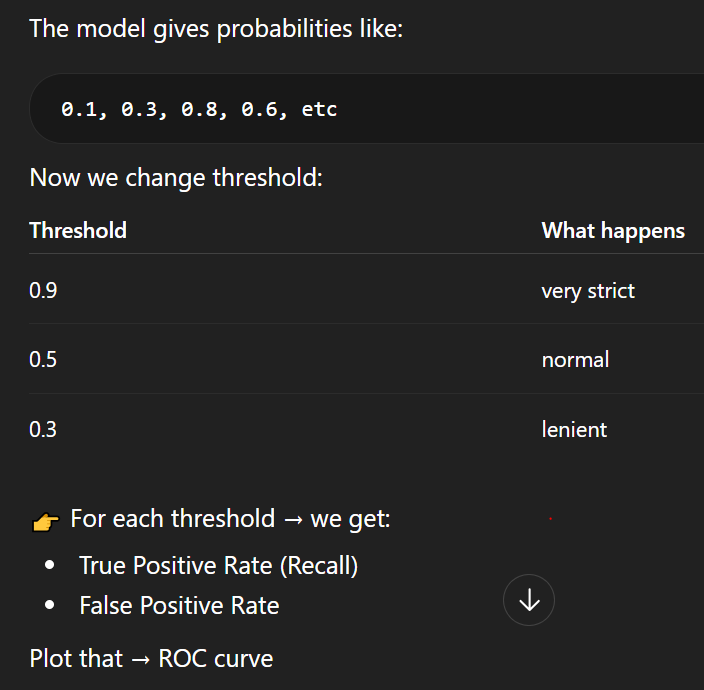 The model gives probabilities like:
0.1, 0.3, 0.8, 0.6, etc
Now we change threshold:
Threshold What happens
0.9 very strict
0.5 normal
0.3 lenient
👉 For each threshold → we get:
• True Positive Rate (Recall)
• False Positive Rate
Plot that → ROC curve